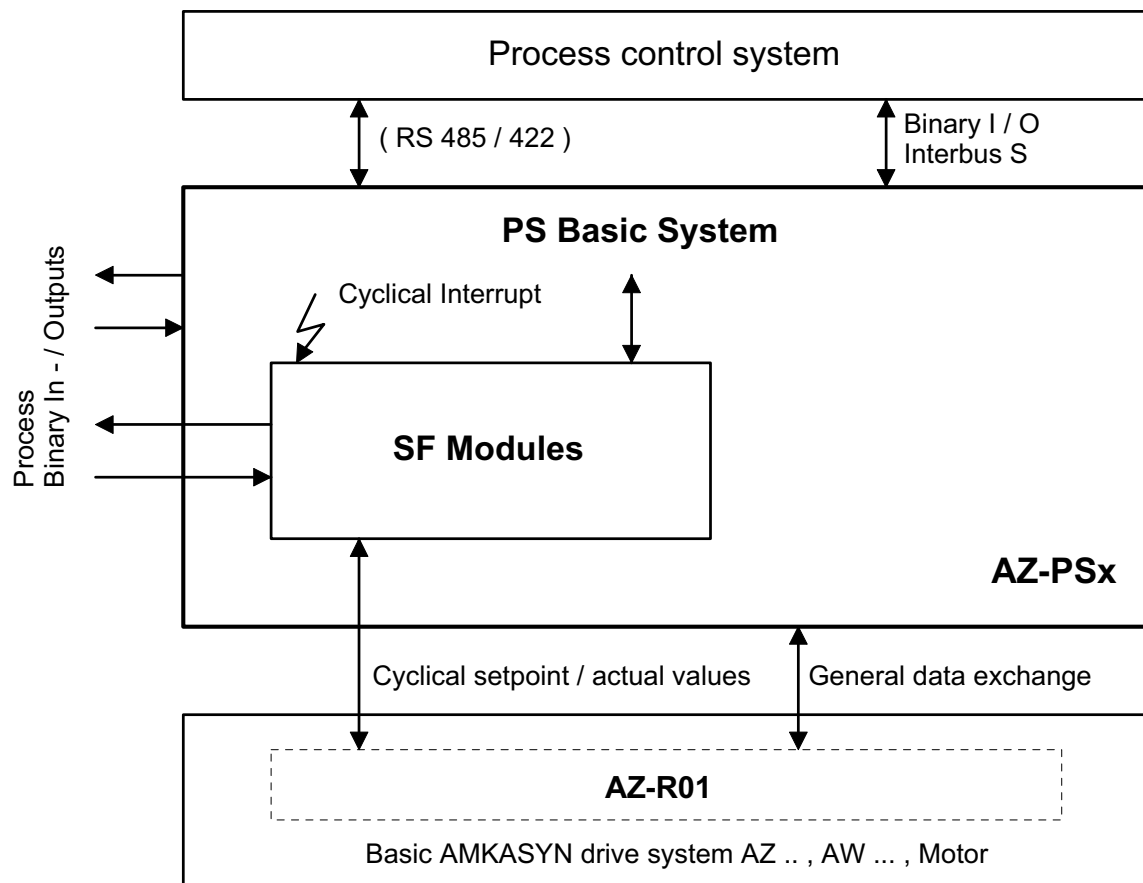 Process control system
( RS 485 / 422 )
Binary I / O
Interbus S
PS Basic System
Process
Binary In - / Outputs
Cyclical Interrupt
SF Modules
AZ-PSx
Cyclical setpoint / actual values
General data exchange
AZ-R01
Basic AMKASYN drive system AZ .. , AW ... , Motor